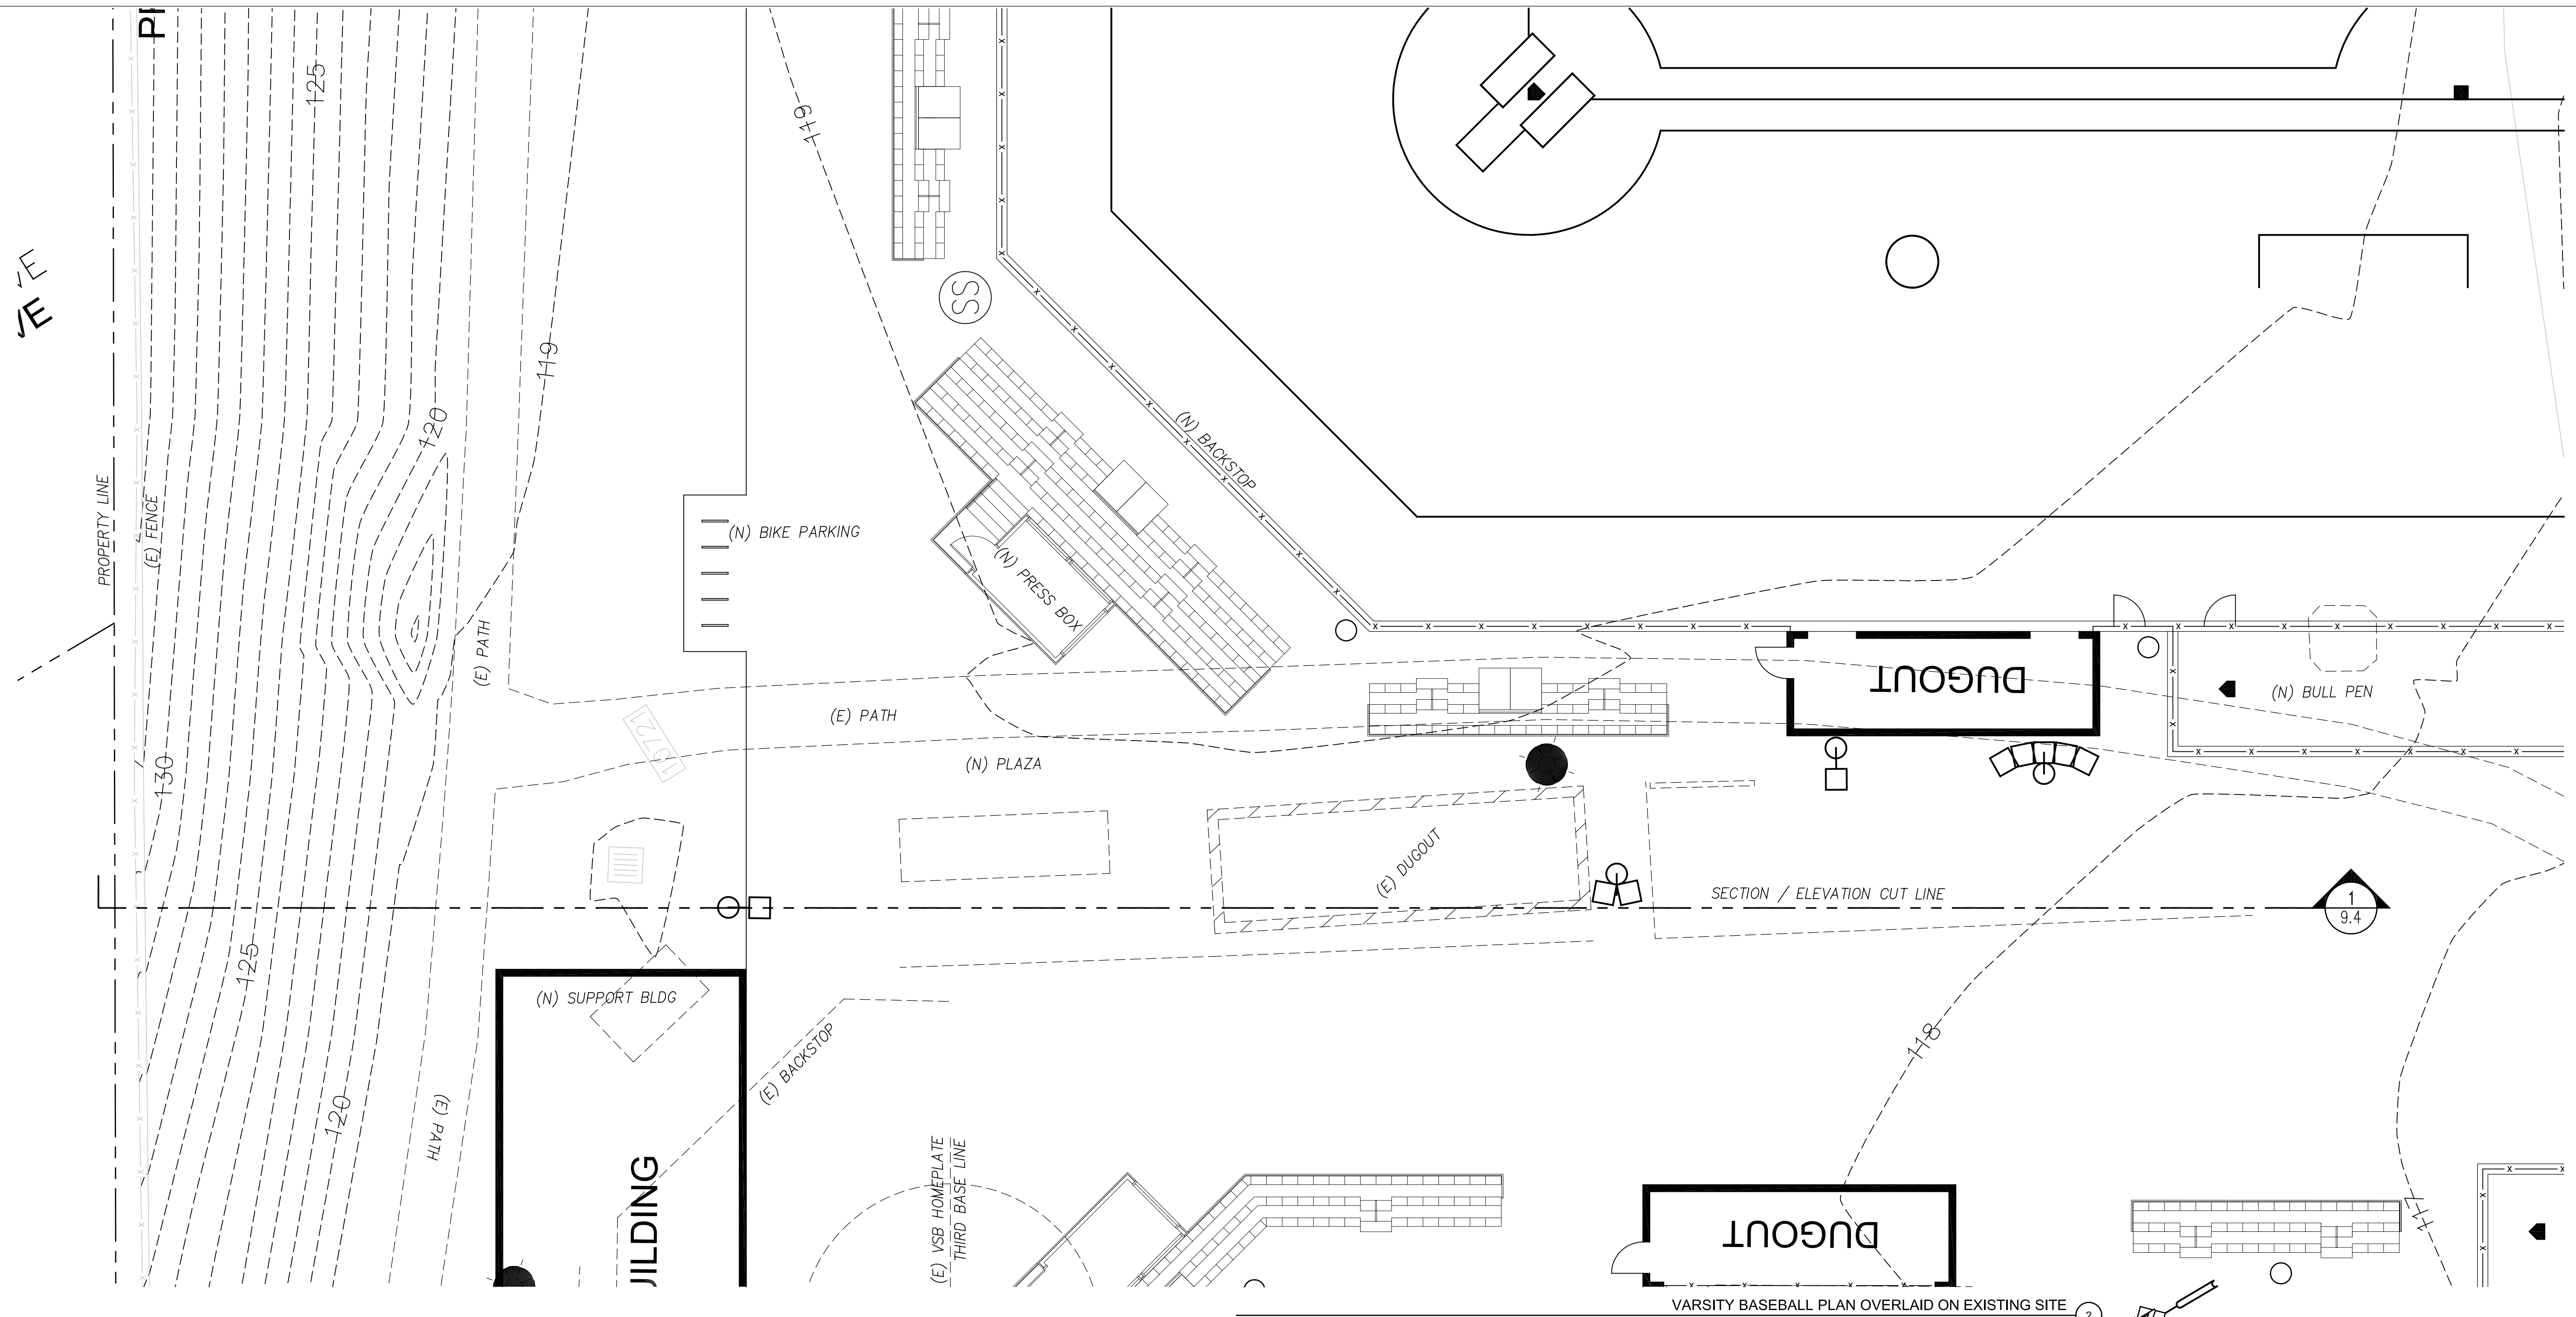 125
119
119
120
SS
(N) BACKSTOP
PROPERTY LINE
(E) FENCE
(N) BIKE PARKING
(N) PRESS BOX
(E) PATH
DUGOUT
(N) BULL PEN
(E) PATH
(N) PLAZA
130
(E) DUGOUT
SECTION / ELEVATION CUT LINE
1
9.4
125
(N) SUPPORT BLDG
(E) BACKSTOP
118
120
(E) PATH
(E) VSB HOMEPLATE
THIRD BASE LINE
DUGOUT
117
VARSITY BASEBALL PLAN OVERLAID ON EXISTING SITE